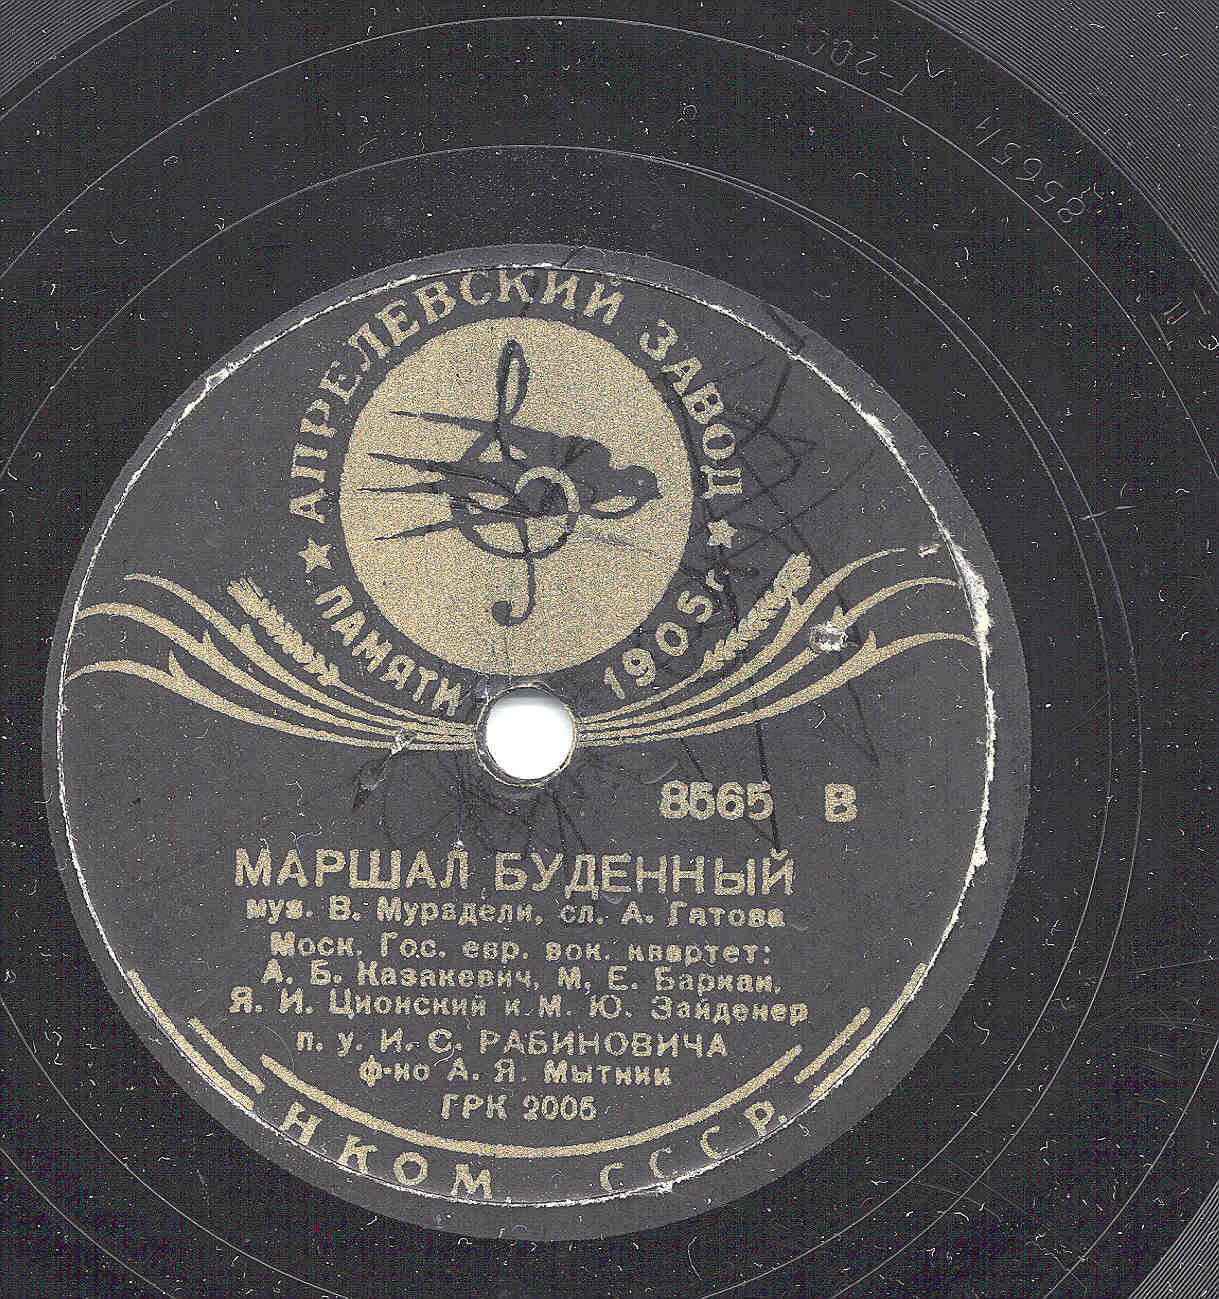 АПРЕЛЕВСКИЙ ЗАВОД
ПАМЯТИ 1905 г.
8565 В
МАРШАЛ БУДЕННЫЙ
муз. В. Мурадели, сл. А. Гатова
Моск. Гос. евр. вок. квартет:
А. Б. Казакевич, М. Е. Баркан,
Я. И. Ционский и М. Ю. Зайденер
п. у. И. С. РАБИНОВИЧА
ф-но А. Я. Мытник
ГРК 2005
НКОМ. СССР.